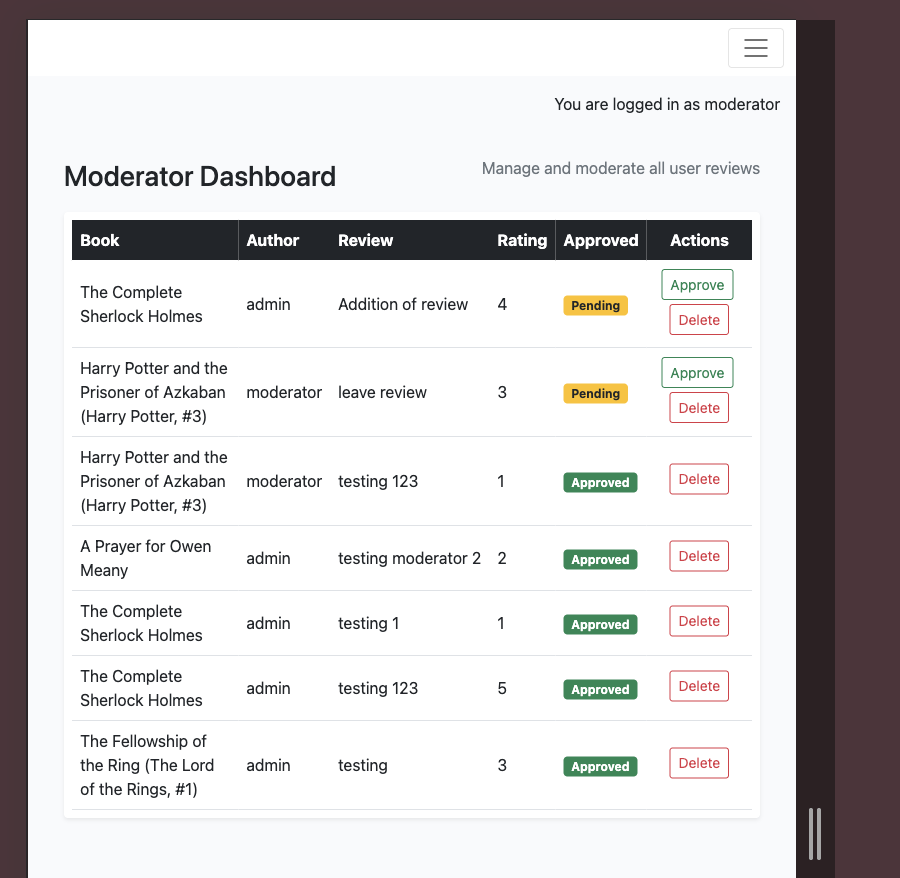 You are logged in as moderator
Moderator Dashboard
Manage and moderate all user reviews
Book Author Review Rating Approved Actions
The Complete
Sherlock Holmes
admin
Addition of review
4
Pending
Approve
Delete
Harry Potter and the
Prisoner of Azkaban
(Harry Potter, #3)
moderator
leave review
3
Pending
Approve
Delete
Harry Potter and the
Prisoner of Azkaban
(Harry Potter, #3)
moderator
testing 123
1
Approved
Delete
A Prayer for Owen
Meany
admin
testing moderator 2
2
Approved
Delete
The Complete
Sherlock Holmes
admin
testing 1
1
Approved
Delete
The Complete
Sherlock Holmes
admin
testing 123
5
Approved
Delete
The Fellowship of
the Ring (The Lord
of the Rings, #1)
admin
testing
3
Approved
Delete